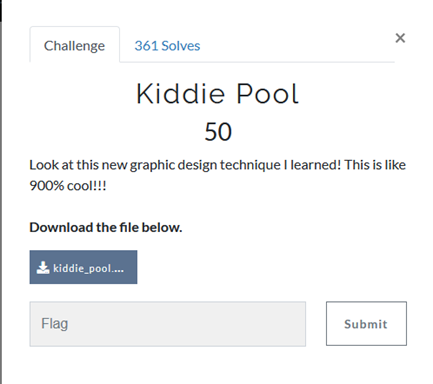 Challenge
361 Solves
×
Kiddie Pool
50
Look at this new graphic design technique I learned! This is like
900% cool!!!
Download the file below.
kiddie_pool....
Flag
Submit